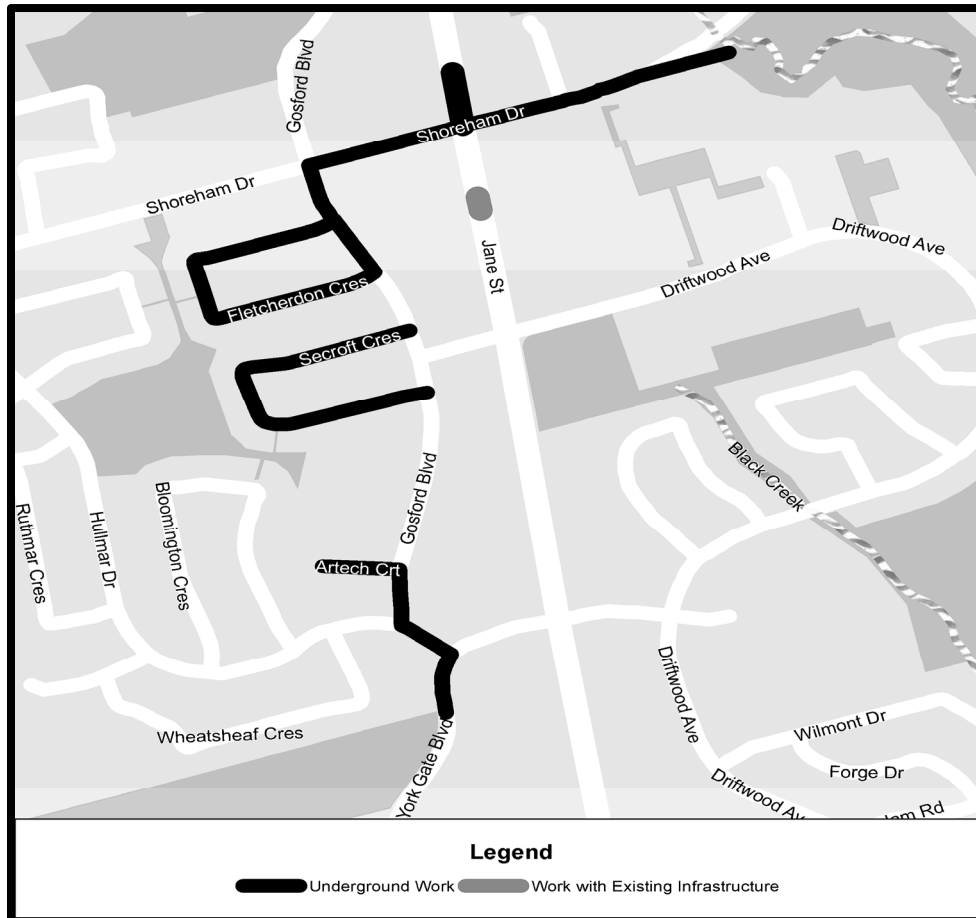 Gosford Blvd
Shoreham Dr
Shoreham Dr
Driftwood Ave
Jane St
Driftwood Ave
Fletcherdon Cres
Secroft Cres
Gosford Blvd
Black Creek
Ruthmar Cres
Hullmar Dr
Bloomington Cres
Artech Crt
Driftwood Ave
Wheatsheaf Cres
York Gate Blvd
Wilmont Dr
Forge Dr
Driftwood Av
Rd
Legend
Underground Work
Work with Existing Infrastructure